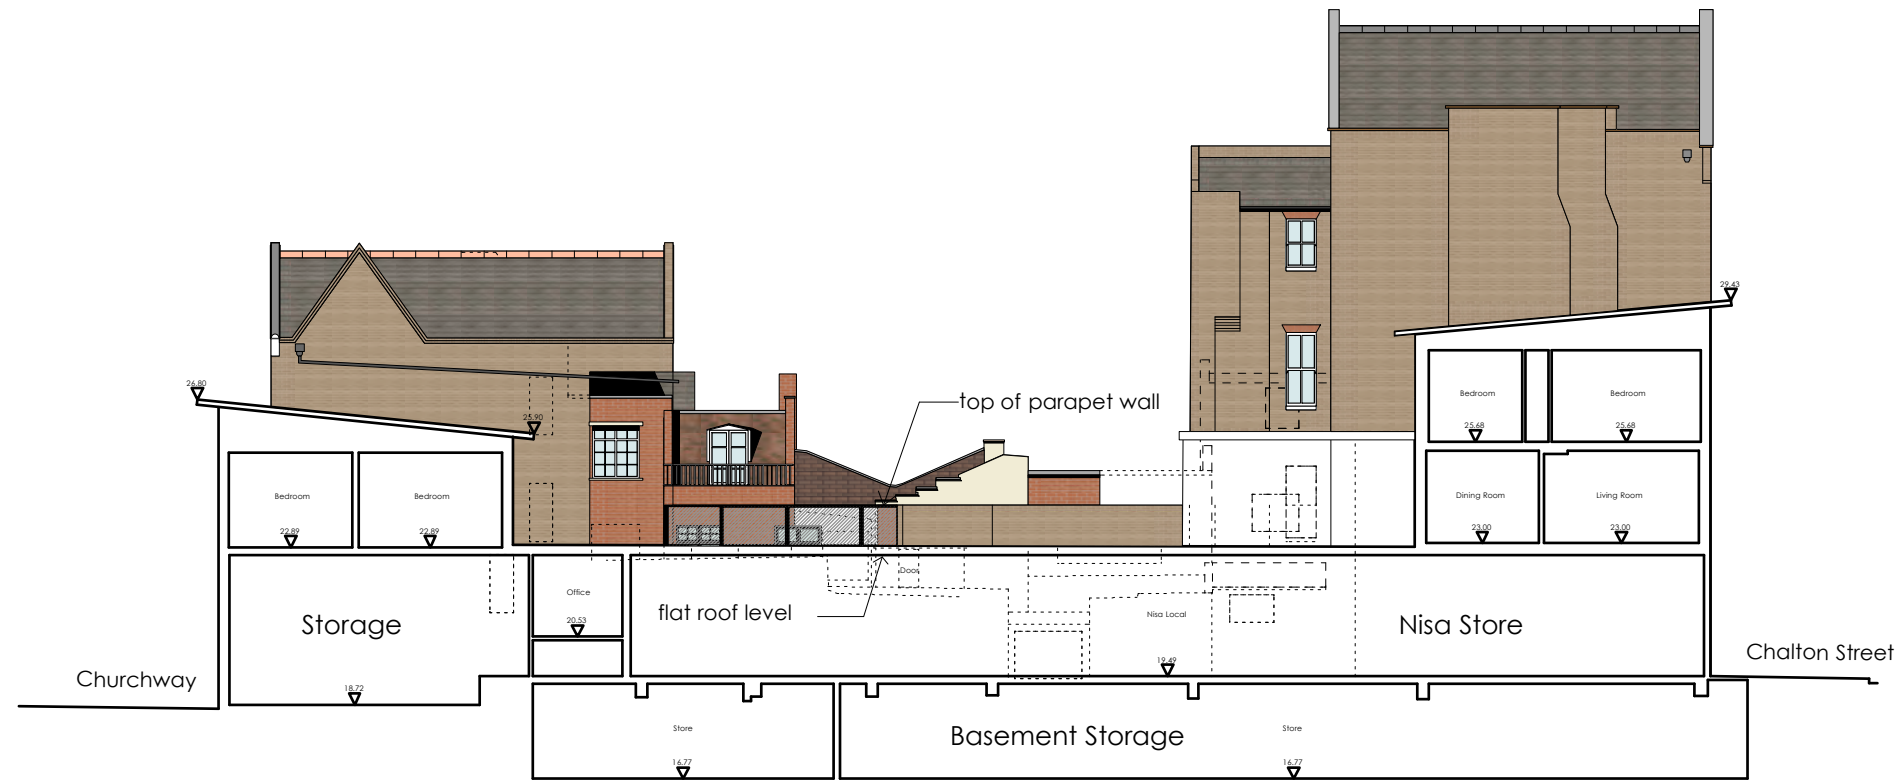 29.43
26.80
25.90
top of parapet wall
Bedroom
25.68
Bedroom
25.68
Bedroom
22.89
Bedroom
22.89
Dining Room
23.00
Living Room
23.00
Door
Office
20.53
flat roof level
Nisa Local
Storage
Nisa Store
Churchway
Chalton Street
18.72
19.49
Store
16.77
Basement Storage
Store
16.77